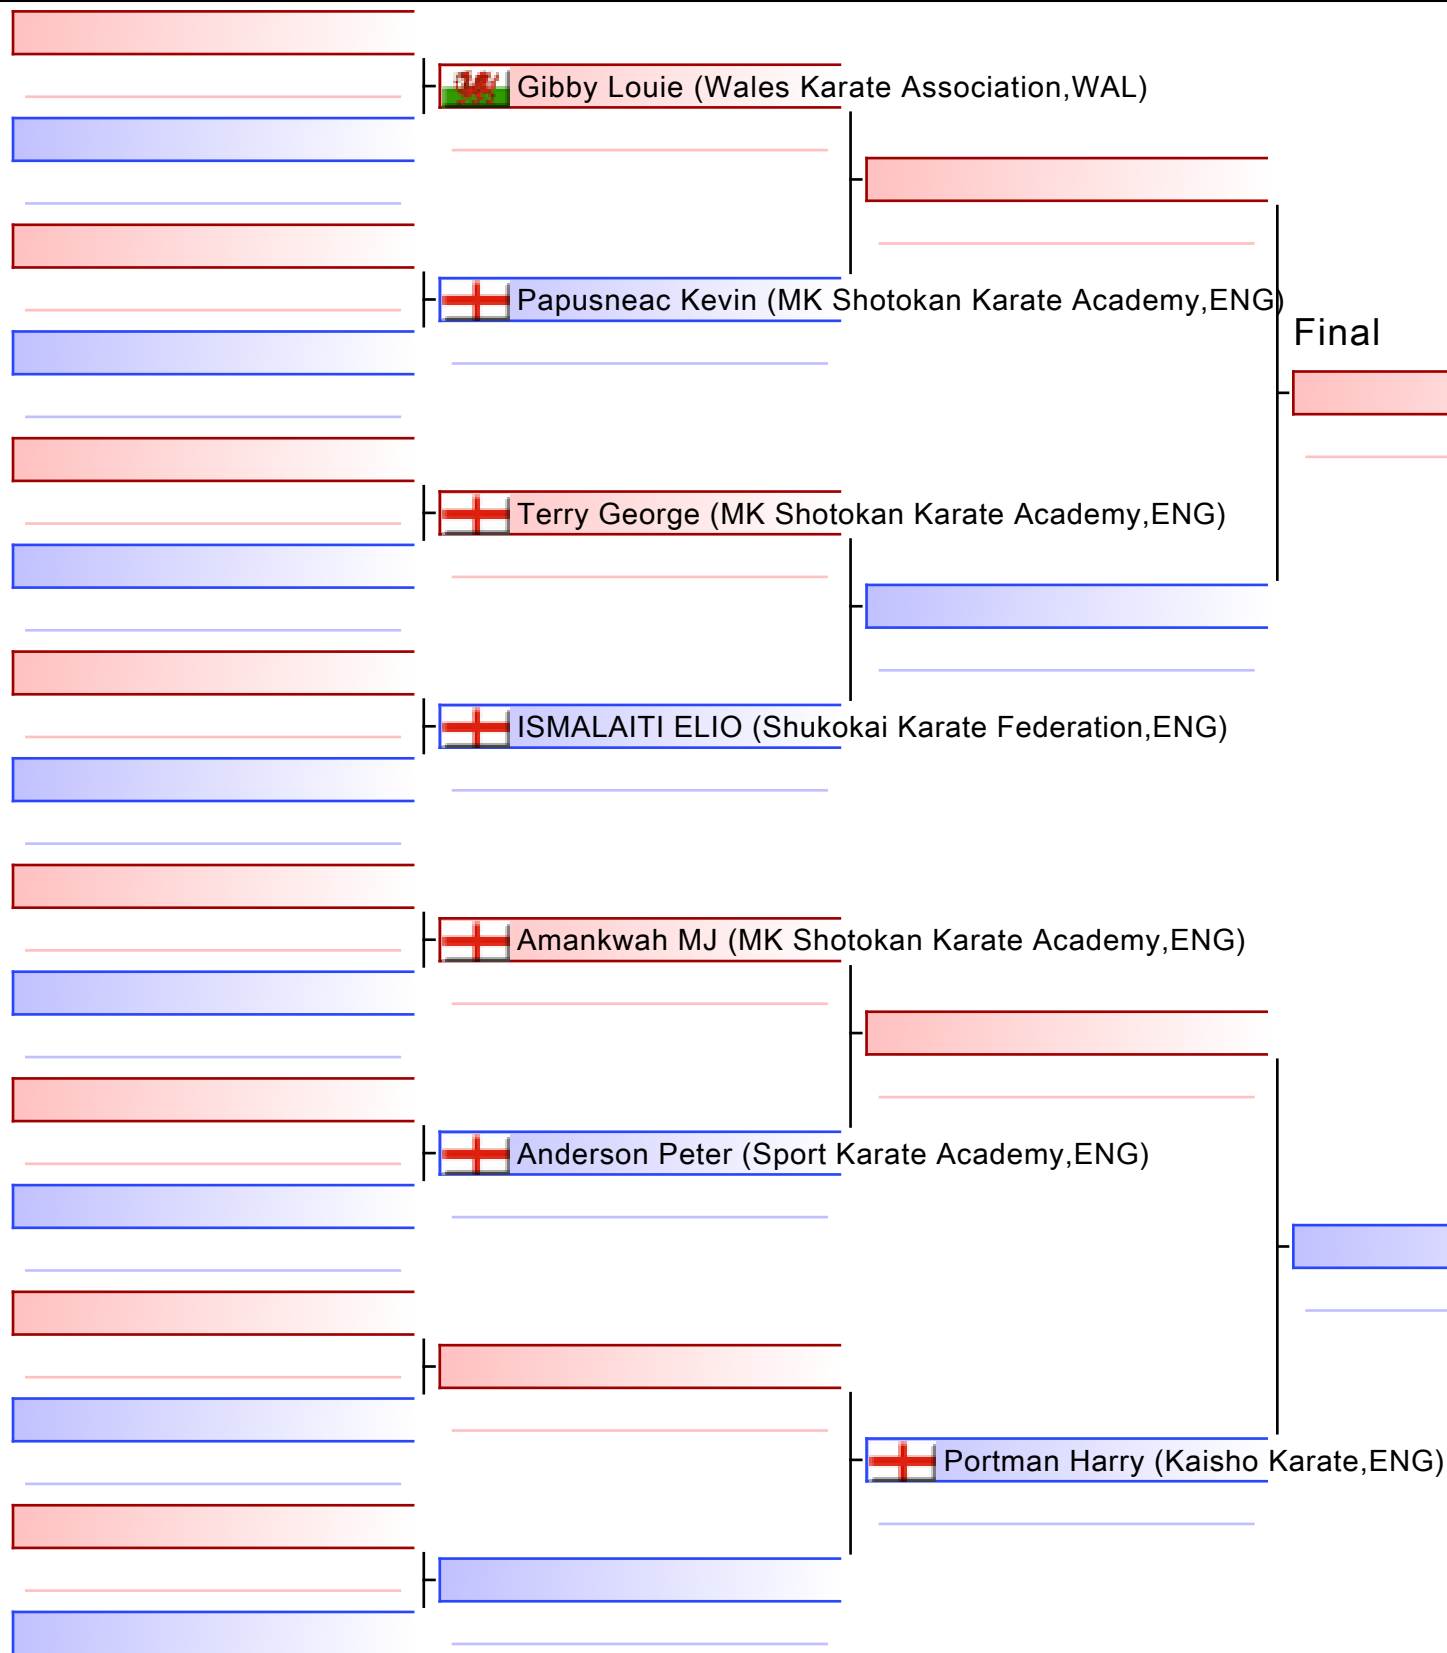 Gibby Louie (Wales Karate Association,WAL)
Papusneac Kevin (MK Shotokan Karate Academy,ENG)
Final
Terry George (MK Shotokan Karate Academy,ENG)
ISMALAITI ELIO (Shukokai Karate Federation,ENG)
Amankwah MJ (MK Shotokan Karate Academy,ENG)
Anderson Peter (Sport Karate Academy,ENG)
Portman Harry (Kaisho Karate,ENG)